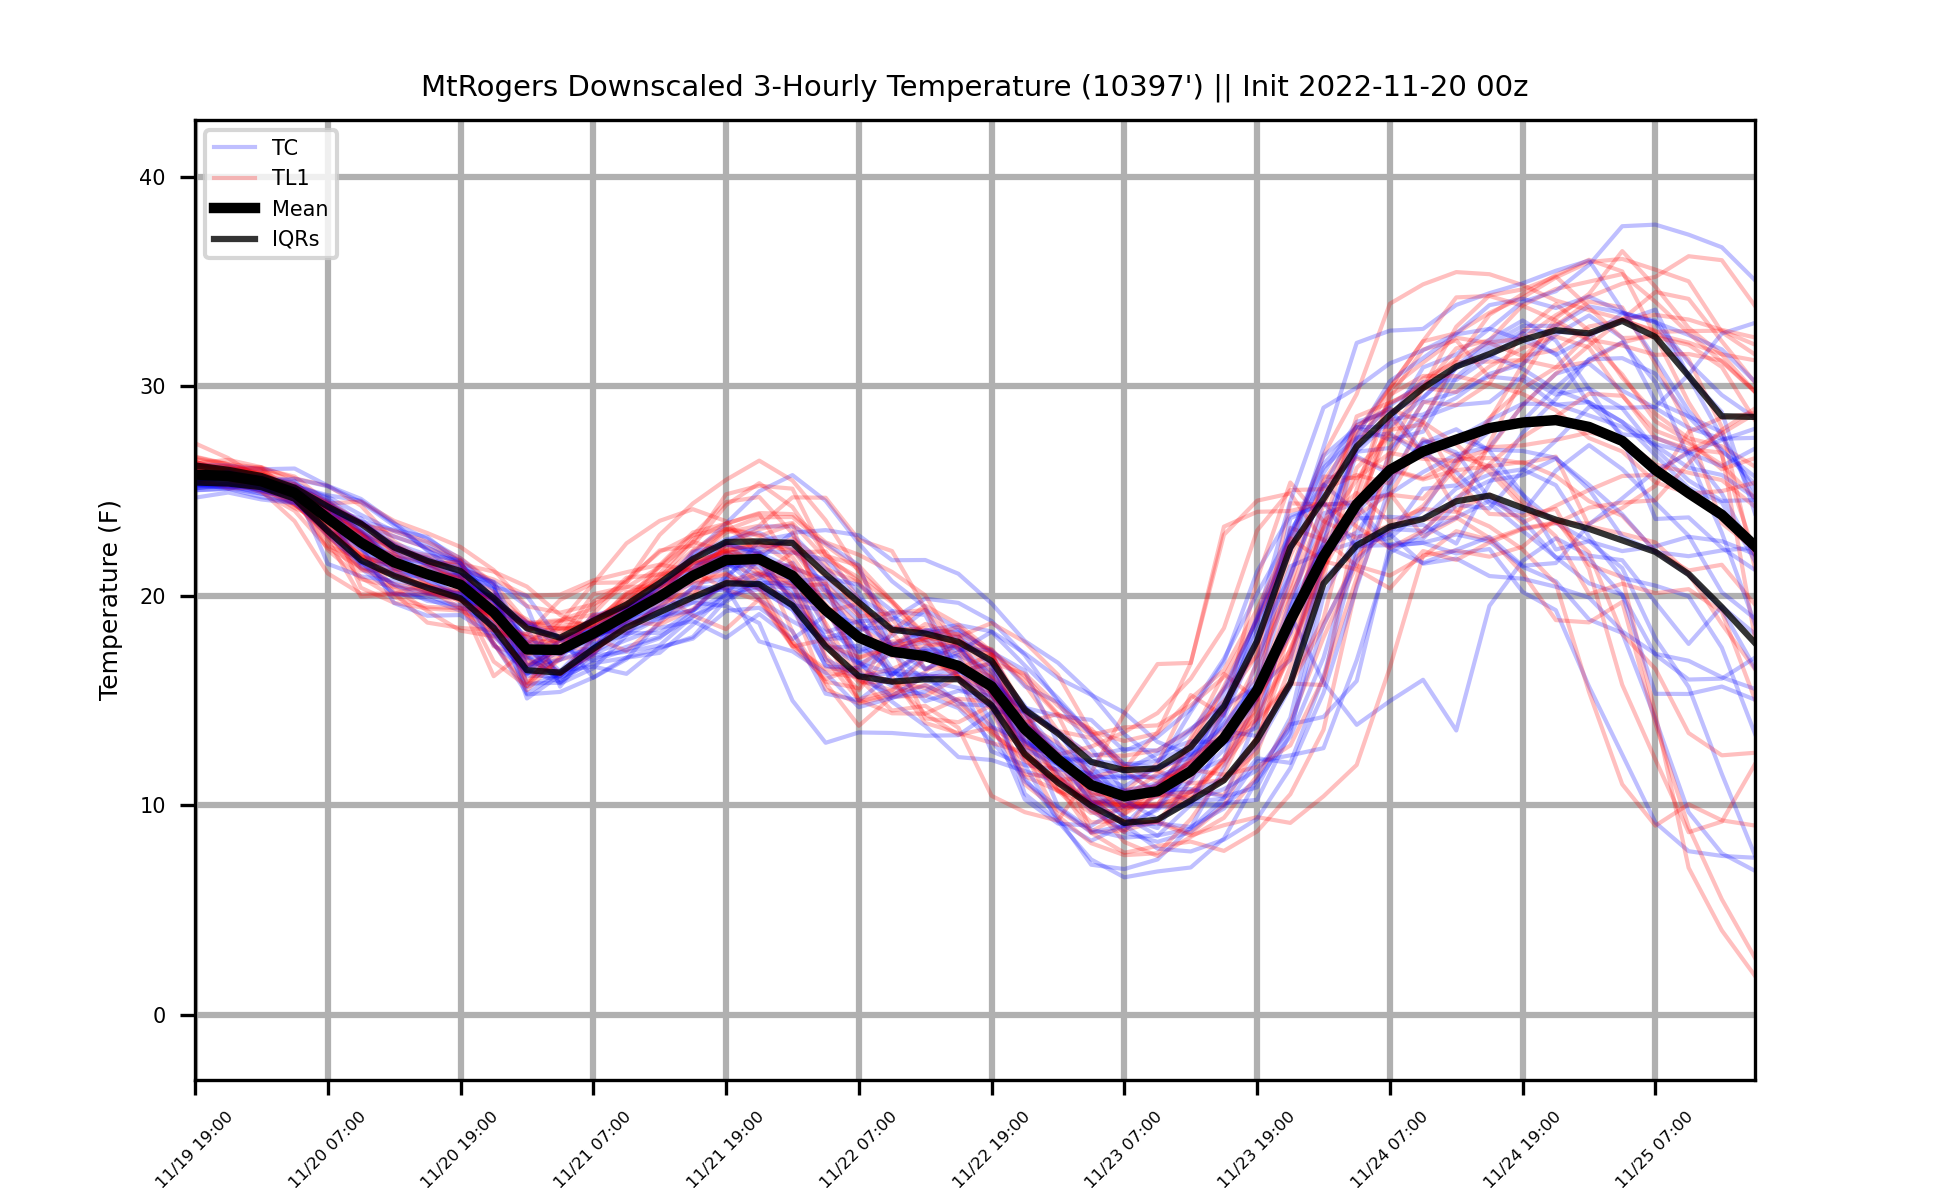 MtRogers Downscaled 3-Hourly Temperature (10397') || Init 2022-11-20 00z
TC
TL1
Mean
IQRs
Temperature (F)
40
30
20
10
0
11/19 19:00
11/20 07:00
11/20 19:00
11/21 07:00
11/21 19:00
11/22 07:00
11/22 19:00
11/23 07:00
11/23 19:00
11/24 07:00
11/24 19:00
11/25 07:00